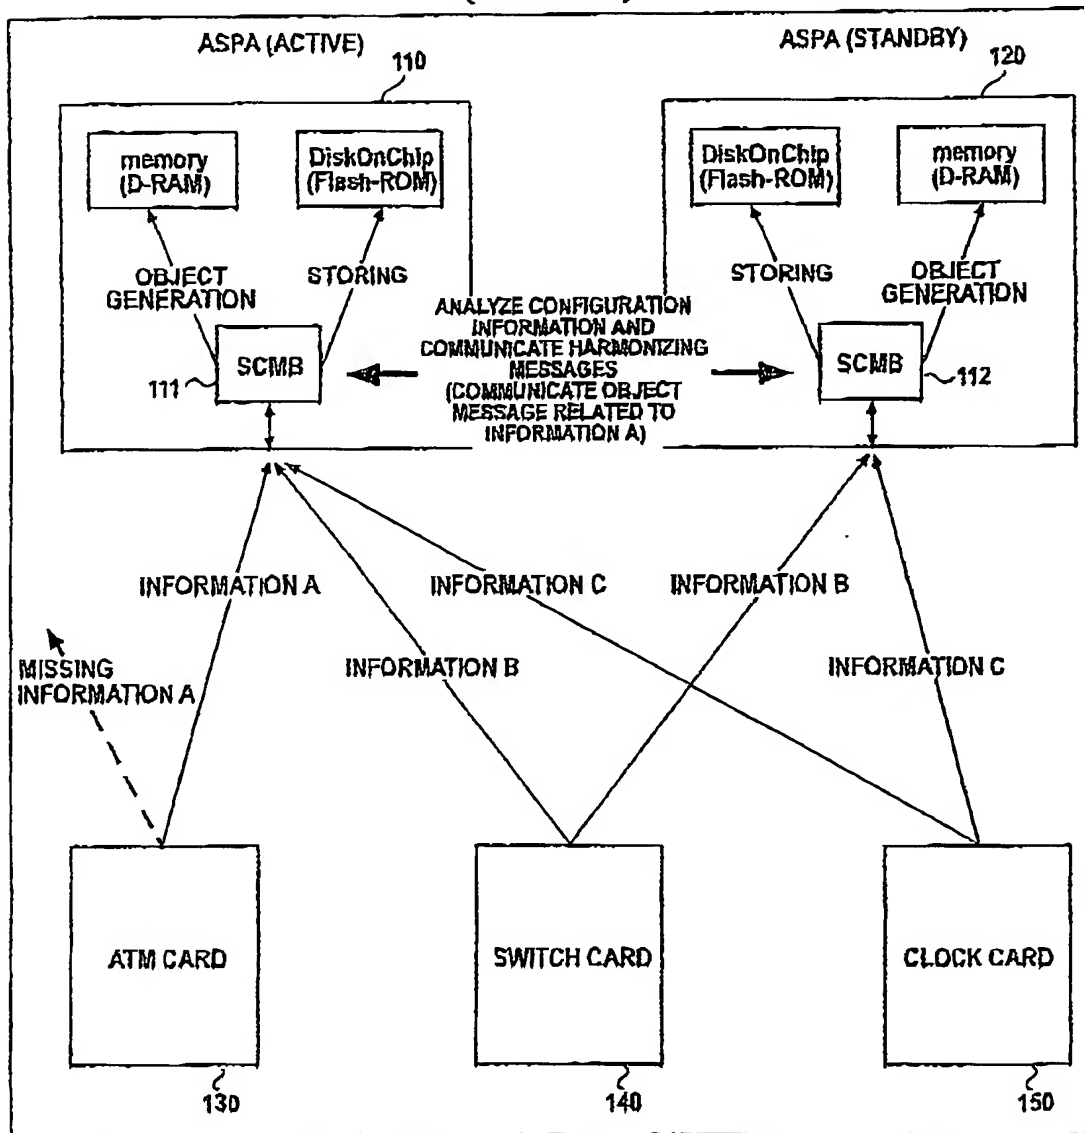 ASPA (ACTIVE)
110
ASPA (STANDBY)
120
memory
(D-RAM)
DiskOnChip
(Flash-ROM)
DiskOnChip
(Flash-ROM)
memory
(D-RAM)
OBJECT
GENERATION
STORING
STORING
OBJECT
GENERATION
ANALYZE CONFIGURATION
INFORMATION AND
COMMUNICATE HARMONIZING
MESSAGES
(COMMUNICATE OBJECT
MESSAGE RELATED TO
INFORMATION A)
SCMB
111
SCMB
112
INFORMATION A
INFORMATION C
INFORMATION B
MISSING
INFORMATION A
INFORMATION B
INFORMATION C
ATM CARD
SWITCH CARD
CLOCK CARD
130
140
150